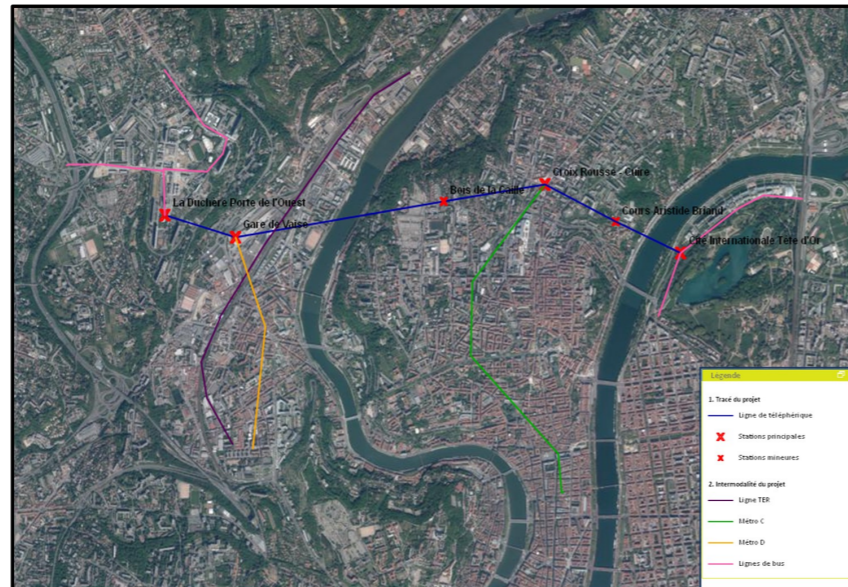 Croix Rousse - Cuire
Bois de la Caille
La Duchère Porte de l'Ouest
Cours Aristide Briand
Gare de Vaise
Cité Internationale Tête d'Or
Légende
1. Tracé du projet
Ligne de téléphérique
Stations principales
Stations mineures
2. Intermodalité du projet
Ligne TER
Métro C
Métro D
Lignes de bus